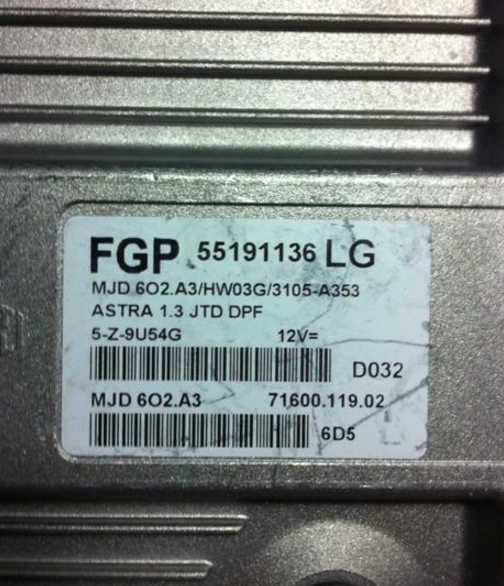 FGP 55191136 LG
MJD 6O2.A3/HW03G/3105-A353
ASTRA 1.3 JTD DPF
5-Z-9U54G 12V=
D032
MJD 6O2.A3 71600.119.02
6D5